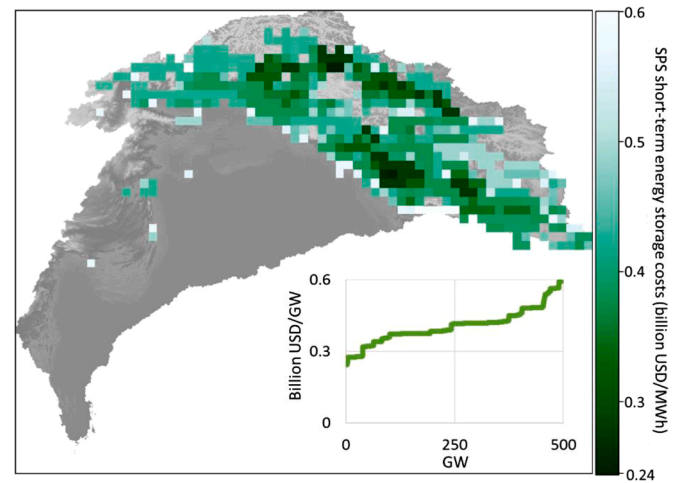 0.6
0.5
0.4
0.3
0.24
SPS short-term energy storage costs (billion USD/MWh)
0.6
0.3
0
Billion USD/GW
0 250 500
GW